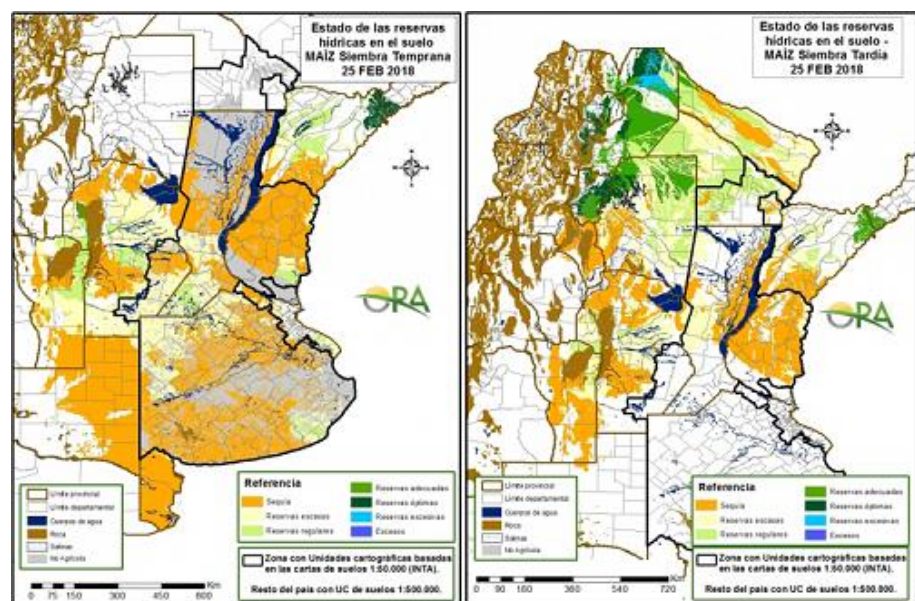 Estado de las reservas
hídricas en el suelo
MAÍZ Siembra Temprana
25 FEB 2018
ORA
Límite provincial
Límite departamental
Cuerpos de agua
Roca
Salinas
No Agrícola
Referencia
Sequía
Reservas escasas
Reservas regulares
Reservas adecuadas
Reservas óptimas
Reservas excesivas
Excesos
Zona con Unidades cartográficas basadas
en las cartas de suelos 1:50.000 (INTA).
Resto del país con UC de suelos 1:500.000.
Km
0 75 150 300 450 600
Estado de las reservas
hídricas en el suelo -
MAÍZ Siembra Tardía
25 FEB 2018
ORA
Límite provincial
Límite departamental
Cuerpos de agua
Roca
Salinas
No Agrícola
Referencia
Sequía
Reservas escasas
Reservas regulares
Reservas adecuadas
Reservas óptimas
Reservas excesivas
Excesos
Zona con Unidades cartográficas basadas
en las cartas de suelos 1:50.000 (INTA).
Resto del país con UC de suelos 1:500.000.
Km
0 90 180 360 540 720